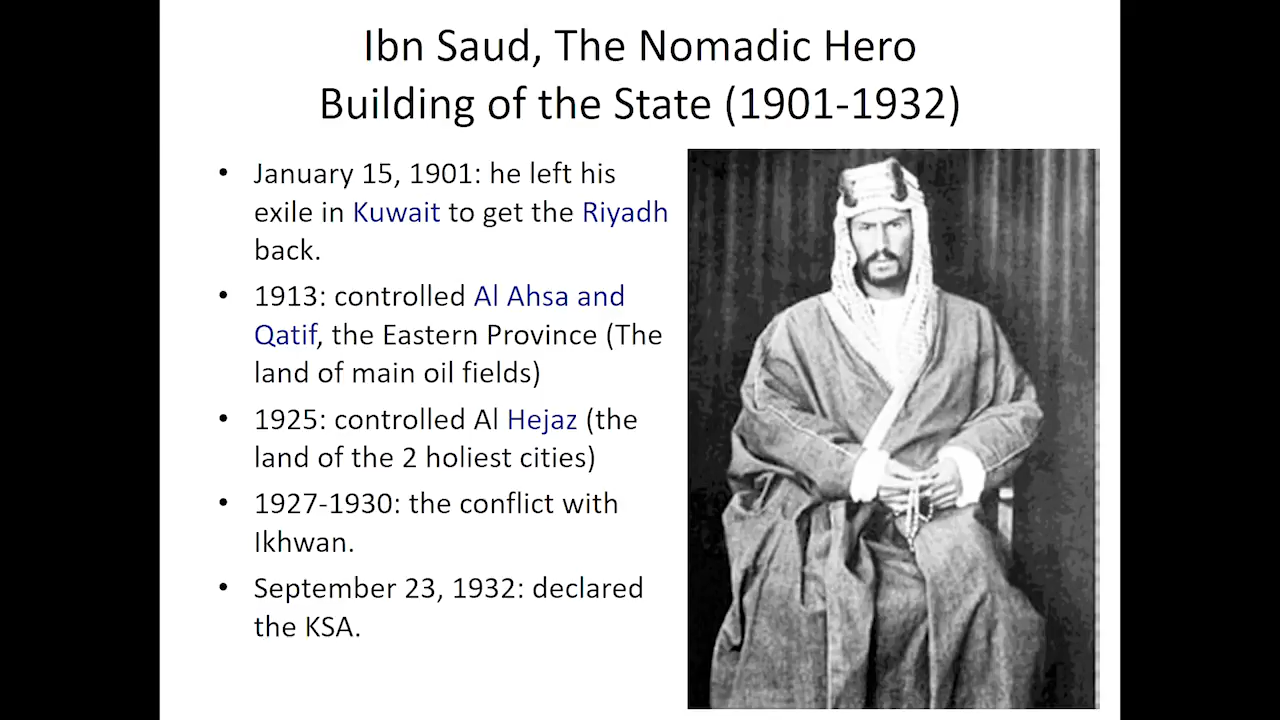 Ibn Saud, The Nomadic Hero
Building of the State (1901-1932)
• January 15, 1901: he left his
exile in Kuwait to get the Riyadh
back.
• 1913: controlled Al Ahsa and
Qatif, the Eastern Province (The
land of main oil fields)
• 1925: controlled Al Hejaz (the
land of the 2 holiest cities)
• 1927-1930: the conflict with
Ikhwan.
• September 23, 1932: declared
the KSA.